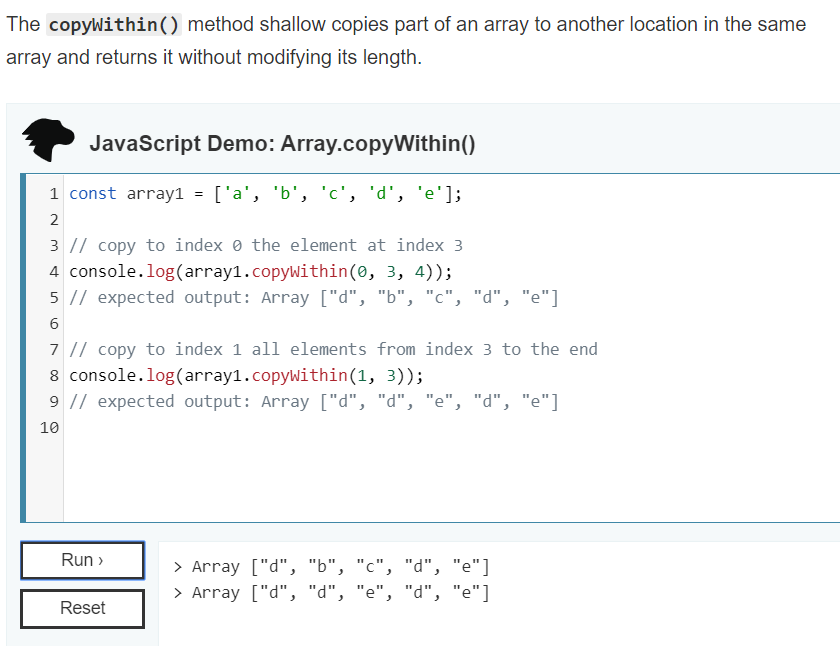 The copyWithin() method shallow copies part of an array to another location in the same
array and returns it without modifying its length.
JavaScript Demo: Array.copyWithin()
1 const array1 = ['a', 'b', 'c', 'd', 'e'];
2
3 // copy to index 0 the element at index 3
4 console.log(array1.copyWithin(0, 3, 4));
5 // expected output: Array ["d", "b", "c", "d", "e"]
6
7 // copy to index 1 all elements from index 3 to the end
8 console.log(array1.copyWithin(1, 3));
9 // expected output: Array ["d", "d", "e", "d", "e"]
10
Run ›
> Array ["d", "b", "c", "d", "e"]
> Array ["d", "d", "e", "d", "e"]
Reset